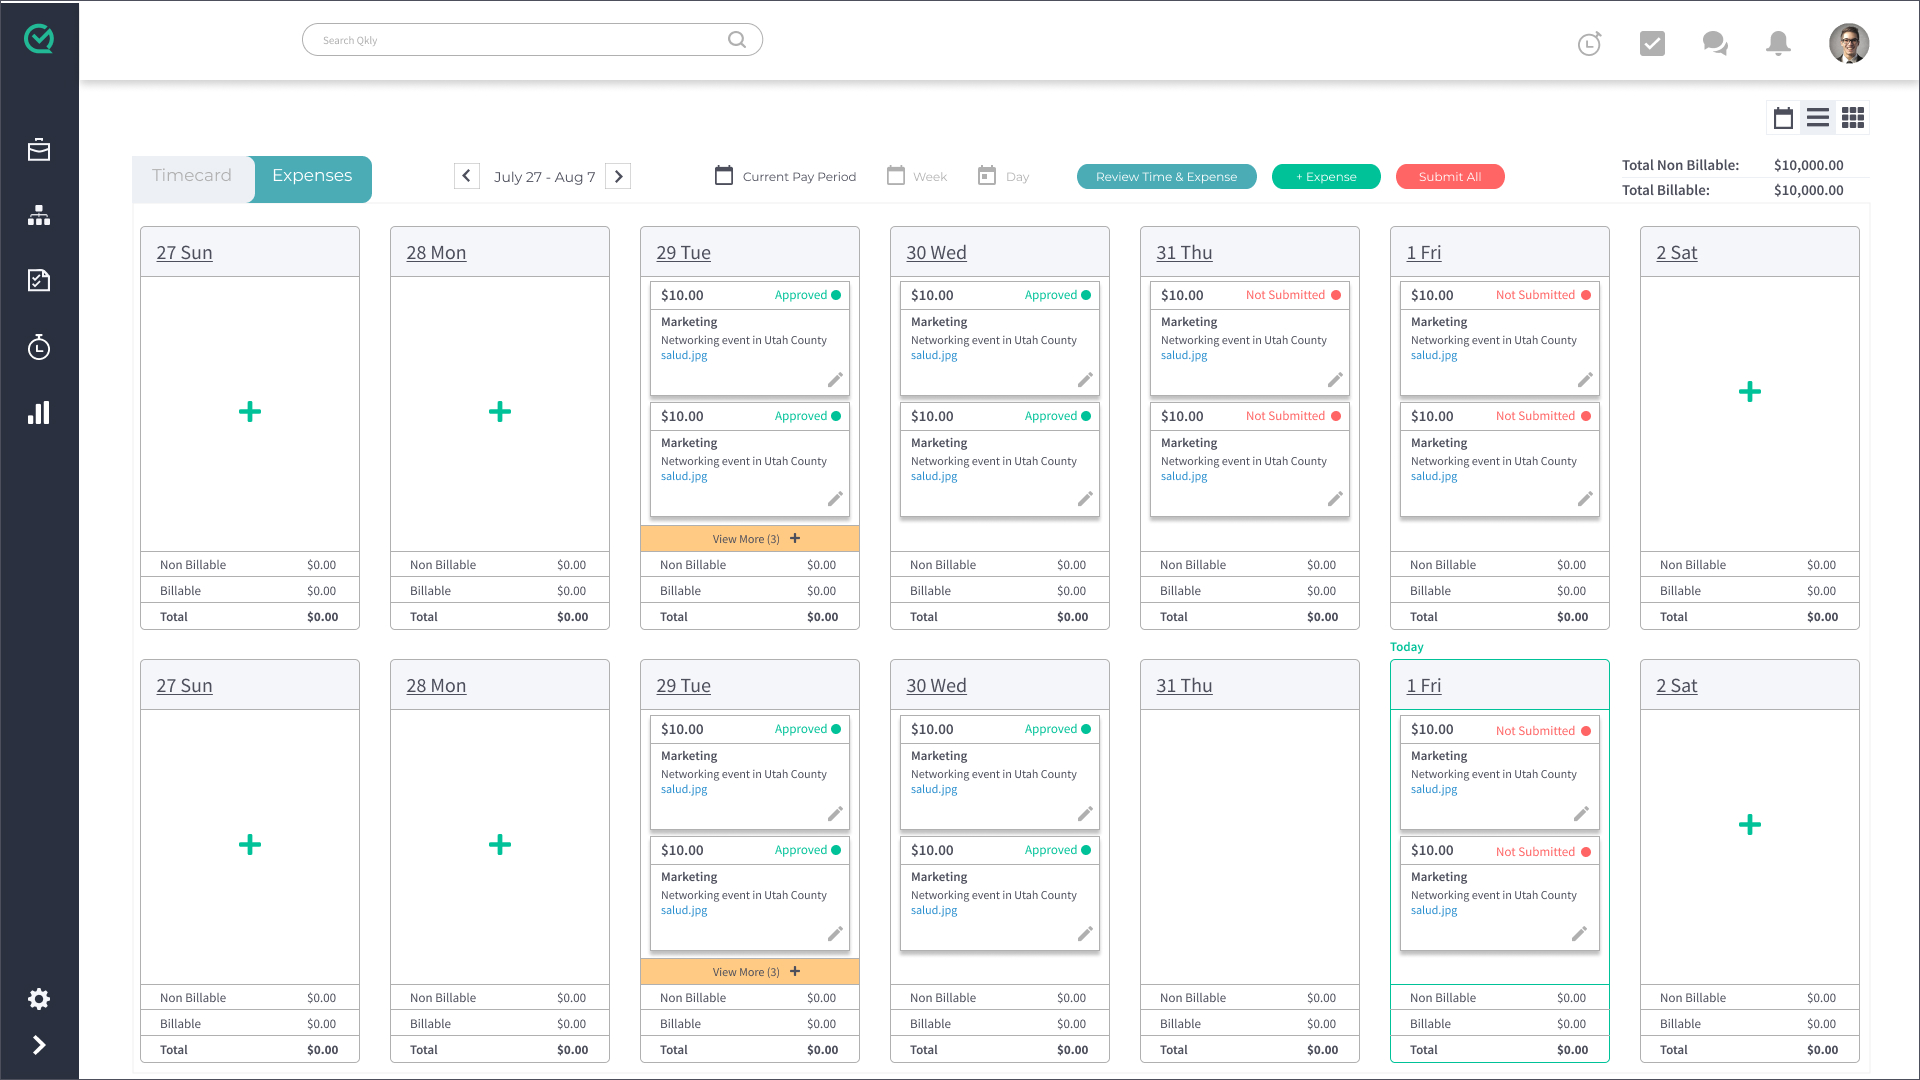 Search Qkly
Total Non Billable: $10,000.00
Total Billable: $10,000.00
Timecard Expenses July 27 - Aug 7 Current Pay Period Week Day Review Time & Expense + Expense Submit All
27 Sun 28 Mon 29 Tue 30 Wed 31 Thu 1 Fri 2 Sat
$10.00 Approved $10.00 Approved $10.00 Not Submitted $10.00 Not Submitted
Marketing Marketing Marketing Marketing
Networking event in Utah County Networking event in Utah County Networking event in Utah County Networking event in Utah County
salud.jpg salud.jpg salud.jpg salud.jpg
$10.00 Approved $10.00 Approved $10.00 Not Submitted $10.00 Not Submitted
Marketing Marketing Marketing Marketing
Networking event in Utah County Networking event in Utah County Networking event in Utah County Networking event in Utah County
salud.jpg salud.jpg salud.jpg salud.jpg
View More (3) +
Non Billable $0.00 Non Billable $0.00 Non Billable $0.00 Non Billable $0.00 Non Billable $0.00 Non Billable $0.00 Non Billable $0.00
Billable $0.00 Billable $0.00 Billable $0.00 Billable $0.00 Billable $0.00 Billable $0.00 Billable $0.00
Total $0.00 Total $0.00 Total $0.00 Total $0.00 Total $0.00 Total $0.00 Total $0.00
Today
27 Sun 28 Mon 29 Tue 30 Wed 31 Thu 1 Fri 2 Sat
$10.00 Approved $10.00 Approved $10.00 Not Submitted
Marketing Marketing Marketing
Networking event in Utah County Networking event in Utah County Networking event in Utah County
salud.jpg salud.jpg salud.jpg
$10.00 Approved $10.00 Approved $10.00 Not Submitted
Marketing Marketing Marketing
Networking event in Utah County Networking event in Utah County Networking event in Utah County
salud.jpg salud.jpg salud.jpg
View More (3) +
Non Billable $0.00 Non Billable $0.00 Non Billable $0.00 Non Billable $0.00 Non Billable $0.00 Non Billable $0.00 Non Billable $0.00
Billable $0.00 Billable $0.00 Billable $0.00 Billable $0.00 Billable $0.00 Billable $0.00 Billable $0.00
Total $0.00 Total $0.00 Total $0.00 Total $0.00 Total $0.00 Total $0.00 Total $0.00